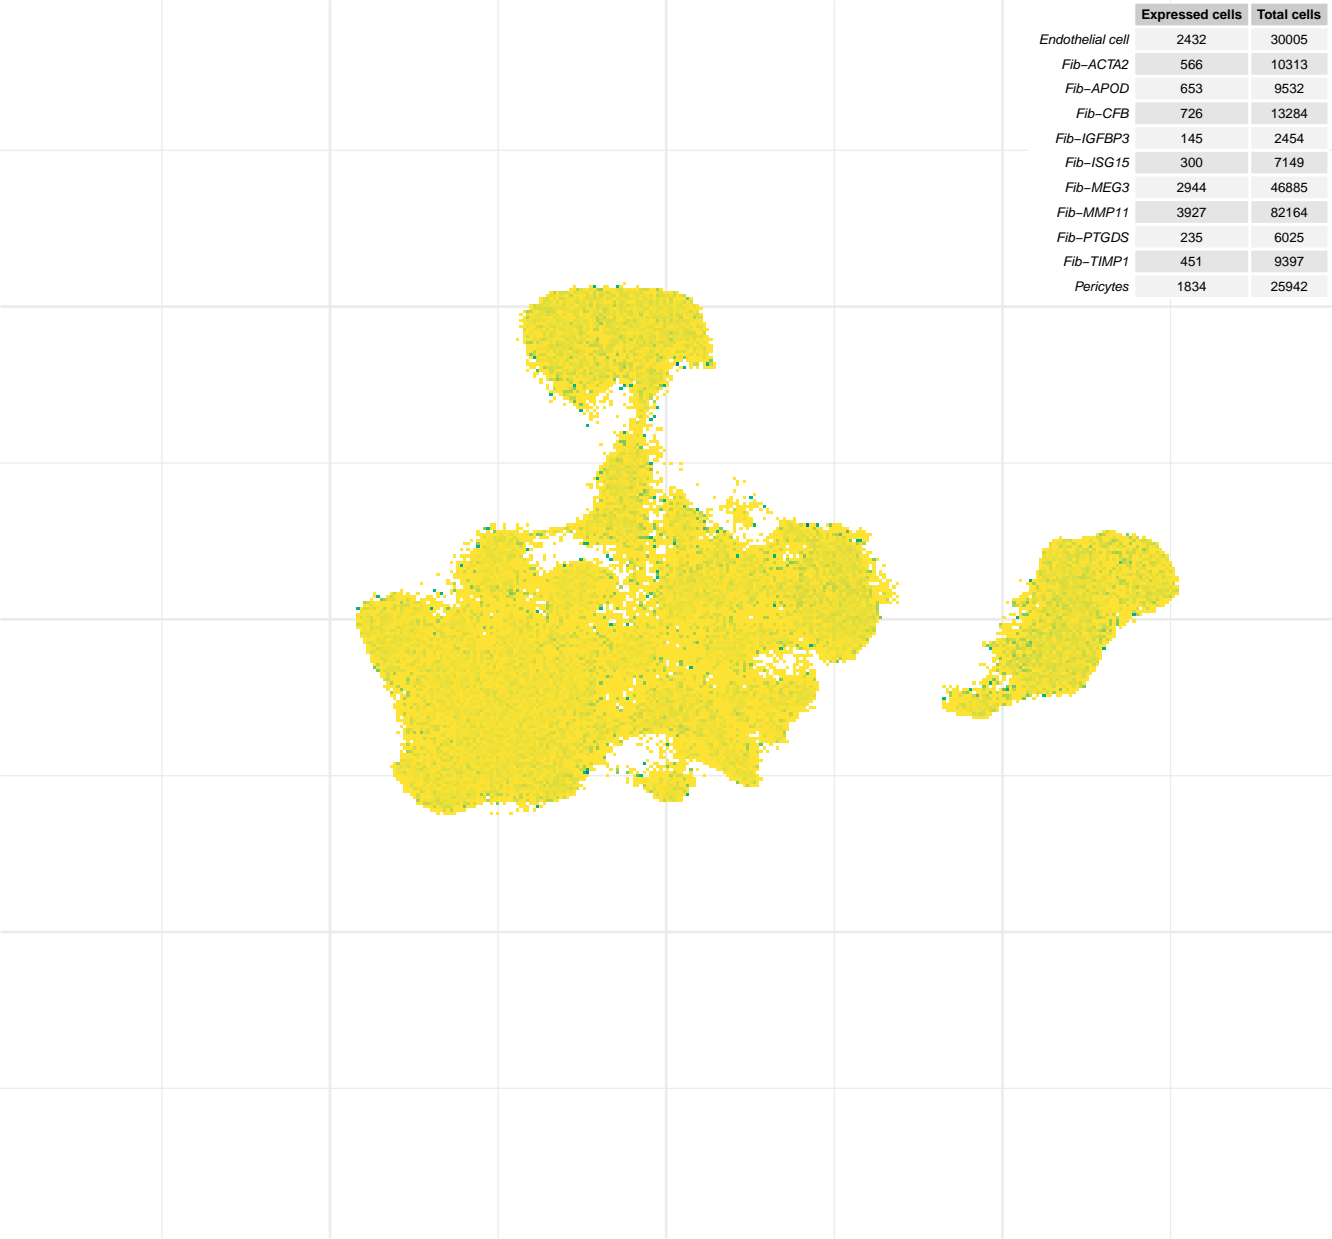 Expressed cells Total cells
Endothelial cell 2432 30005
Fib−ACTA2 566 10313
Fib−APOD 653 9532
Fib−CFB 726 13284
Fib−IGFBP3 145 2454
Fib−ISG15 300 7149
Fib−MEG3 2944 46885
Fib−MMP11 3927 82164
Fib−PTGDS 235 6025
Fib−TIMP1 451 9397
Pericytes 1834 25942